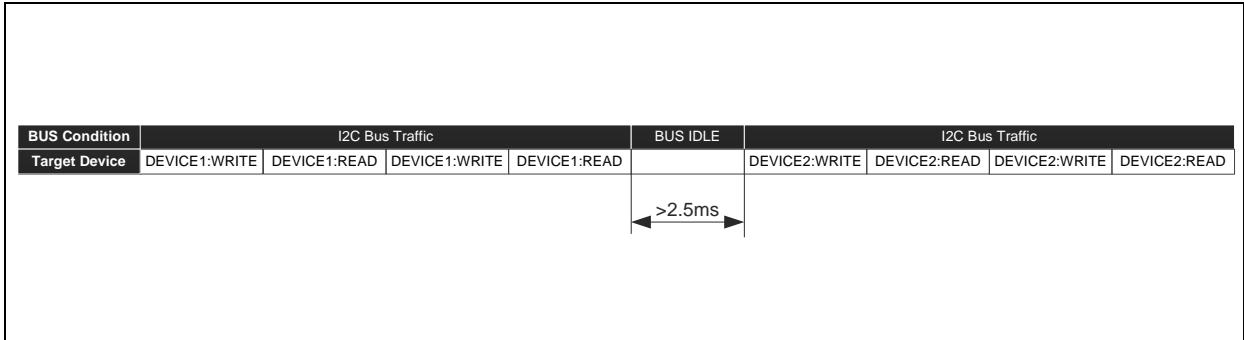 BUS Condition I2C Bus Traffic BUS IDLE I2C Bus Traffic
Target Device DEVICE1:WRITE DEVICE1:READ DEVICE1:WRITE DEVICE1:READ DEVICE2:WRITE DEVICE2:READ DEVICE2:WRITE DEVICE2:READ
>2.5ms